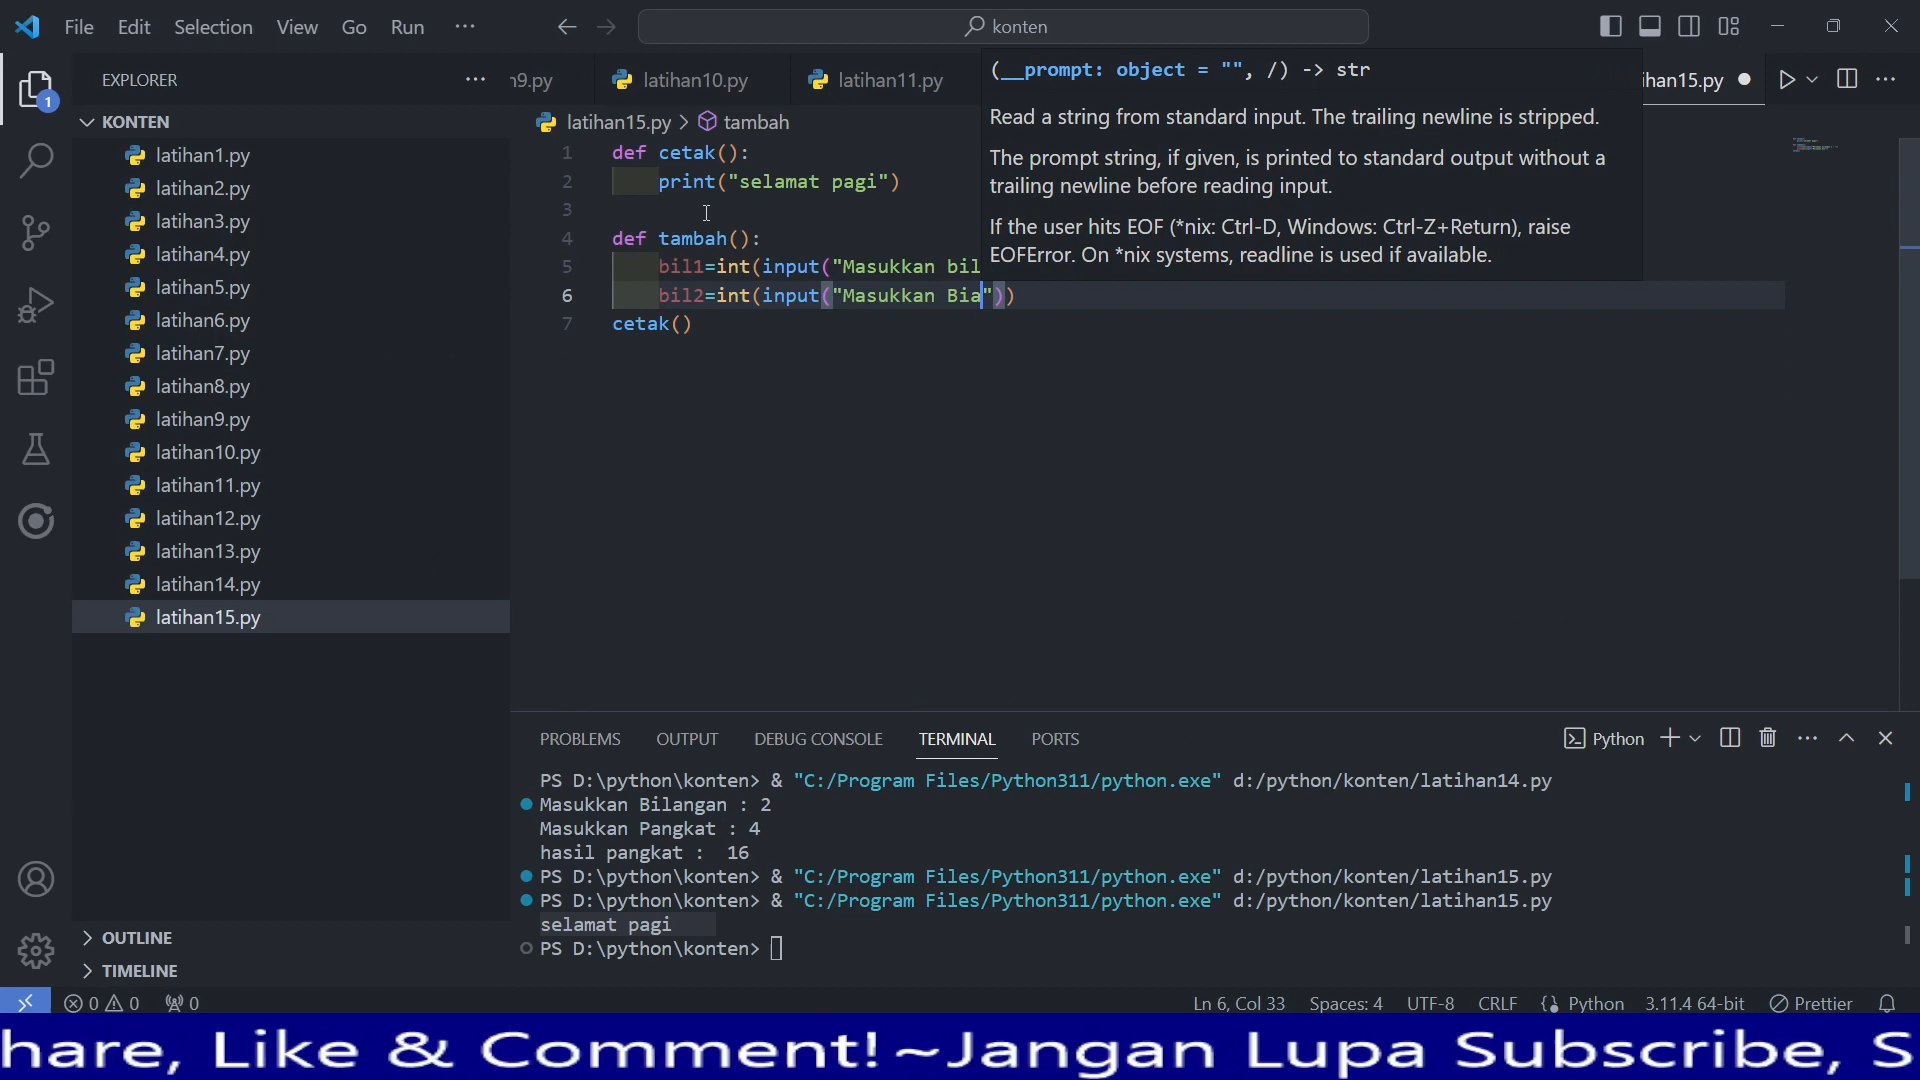 File Edit Selection View Go Run ···
konten
EXPLORER ···
1
KONTEN
latihan1.py
latihan2.py
latihan3.py
latihan4.py
latihan5.py
latihan6.py
latihan7.py
latihan8.py
latihan9.py
latihan10.py
latihan11.py
latihan12.py
latihan13.py
latihan14.py
latihan15.py
OUTLINE
TIMELINE
n9.py latihan10.py latihan11.py han15.py
latihan15.py > tambah
(__prompt: object = "", /) -> str
Read a string from standard input. The trailing newline is stripped.
The prompt string, if given, is printed to standard output without a
trailing newline before reading input.
If the user hits EOF (*nix: Ctrl-D, Windows: Ctrl-Z+Return), raise
EOFError. On *nix systems, readline is used if available.
1 def cetak():
2 print("selamat pagi")
3
4 def tambah():
5 bil1=int(input("Masukkan bil
6 bil2=int(input("Masukkan Bia"))
7 cetak()
PROBLEMS OUTPUT DEBUG CONSOLE TERMINAL PORTS
Python
PS D:\python\konten> & "C:/Program Files/Python311/python.exe" d:/python/konten/latihan14.py
Masukkan Bilangan : 2
Masukkan Pangkat : 4
hasil pangkat :  16
PS D:\python\konten> & "C:/Program Files/Python311/python.exe" d:/python/konten/latihan15.py
PS D:\python\konten> & "C:/Program Files/Python311/python.exe" d:/python/konten/latihan15.py
selamat pagi
PS D:\python\konten>
0 0 0
Ln 6, Col 33 Spaces: 4 UTF-8 CRLF Python 3.11.4 64-bit Prettier
hare, Like & Comment! ~Jangan Lupa Subscribe, S